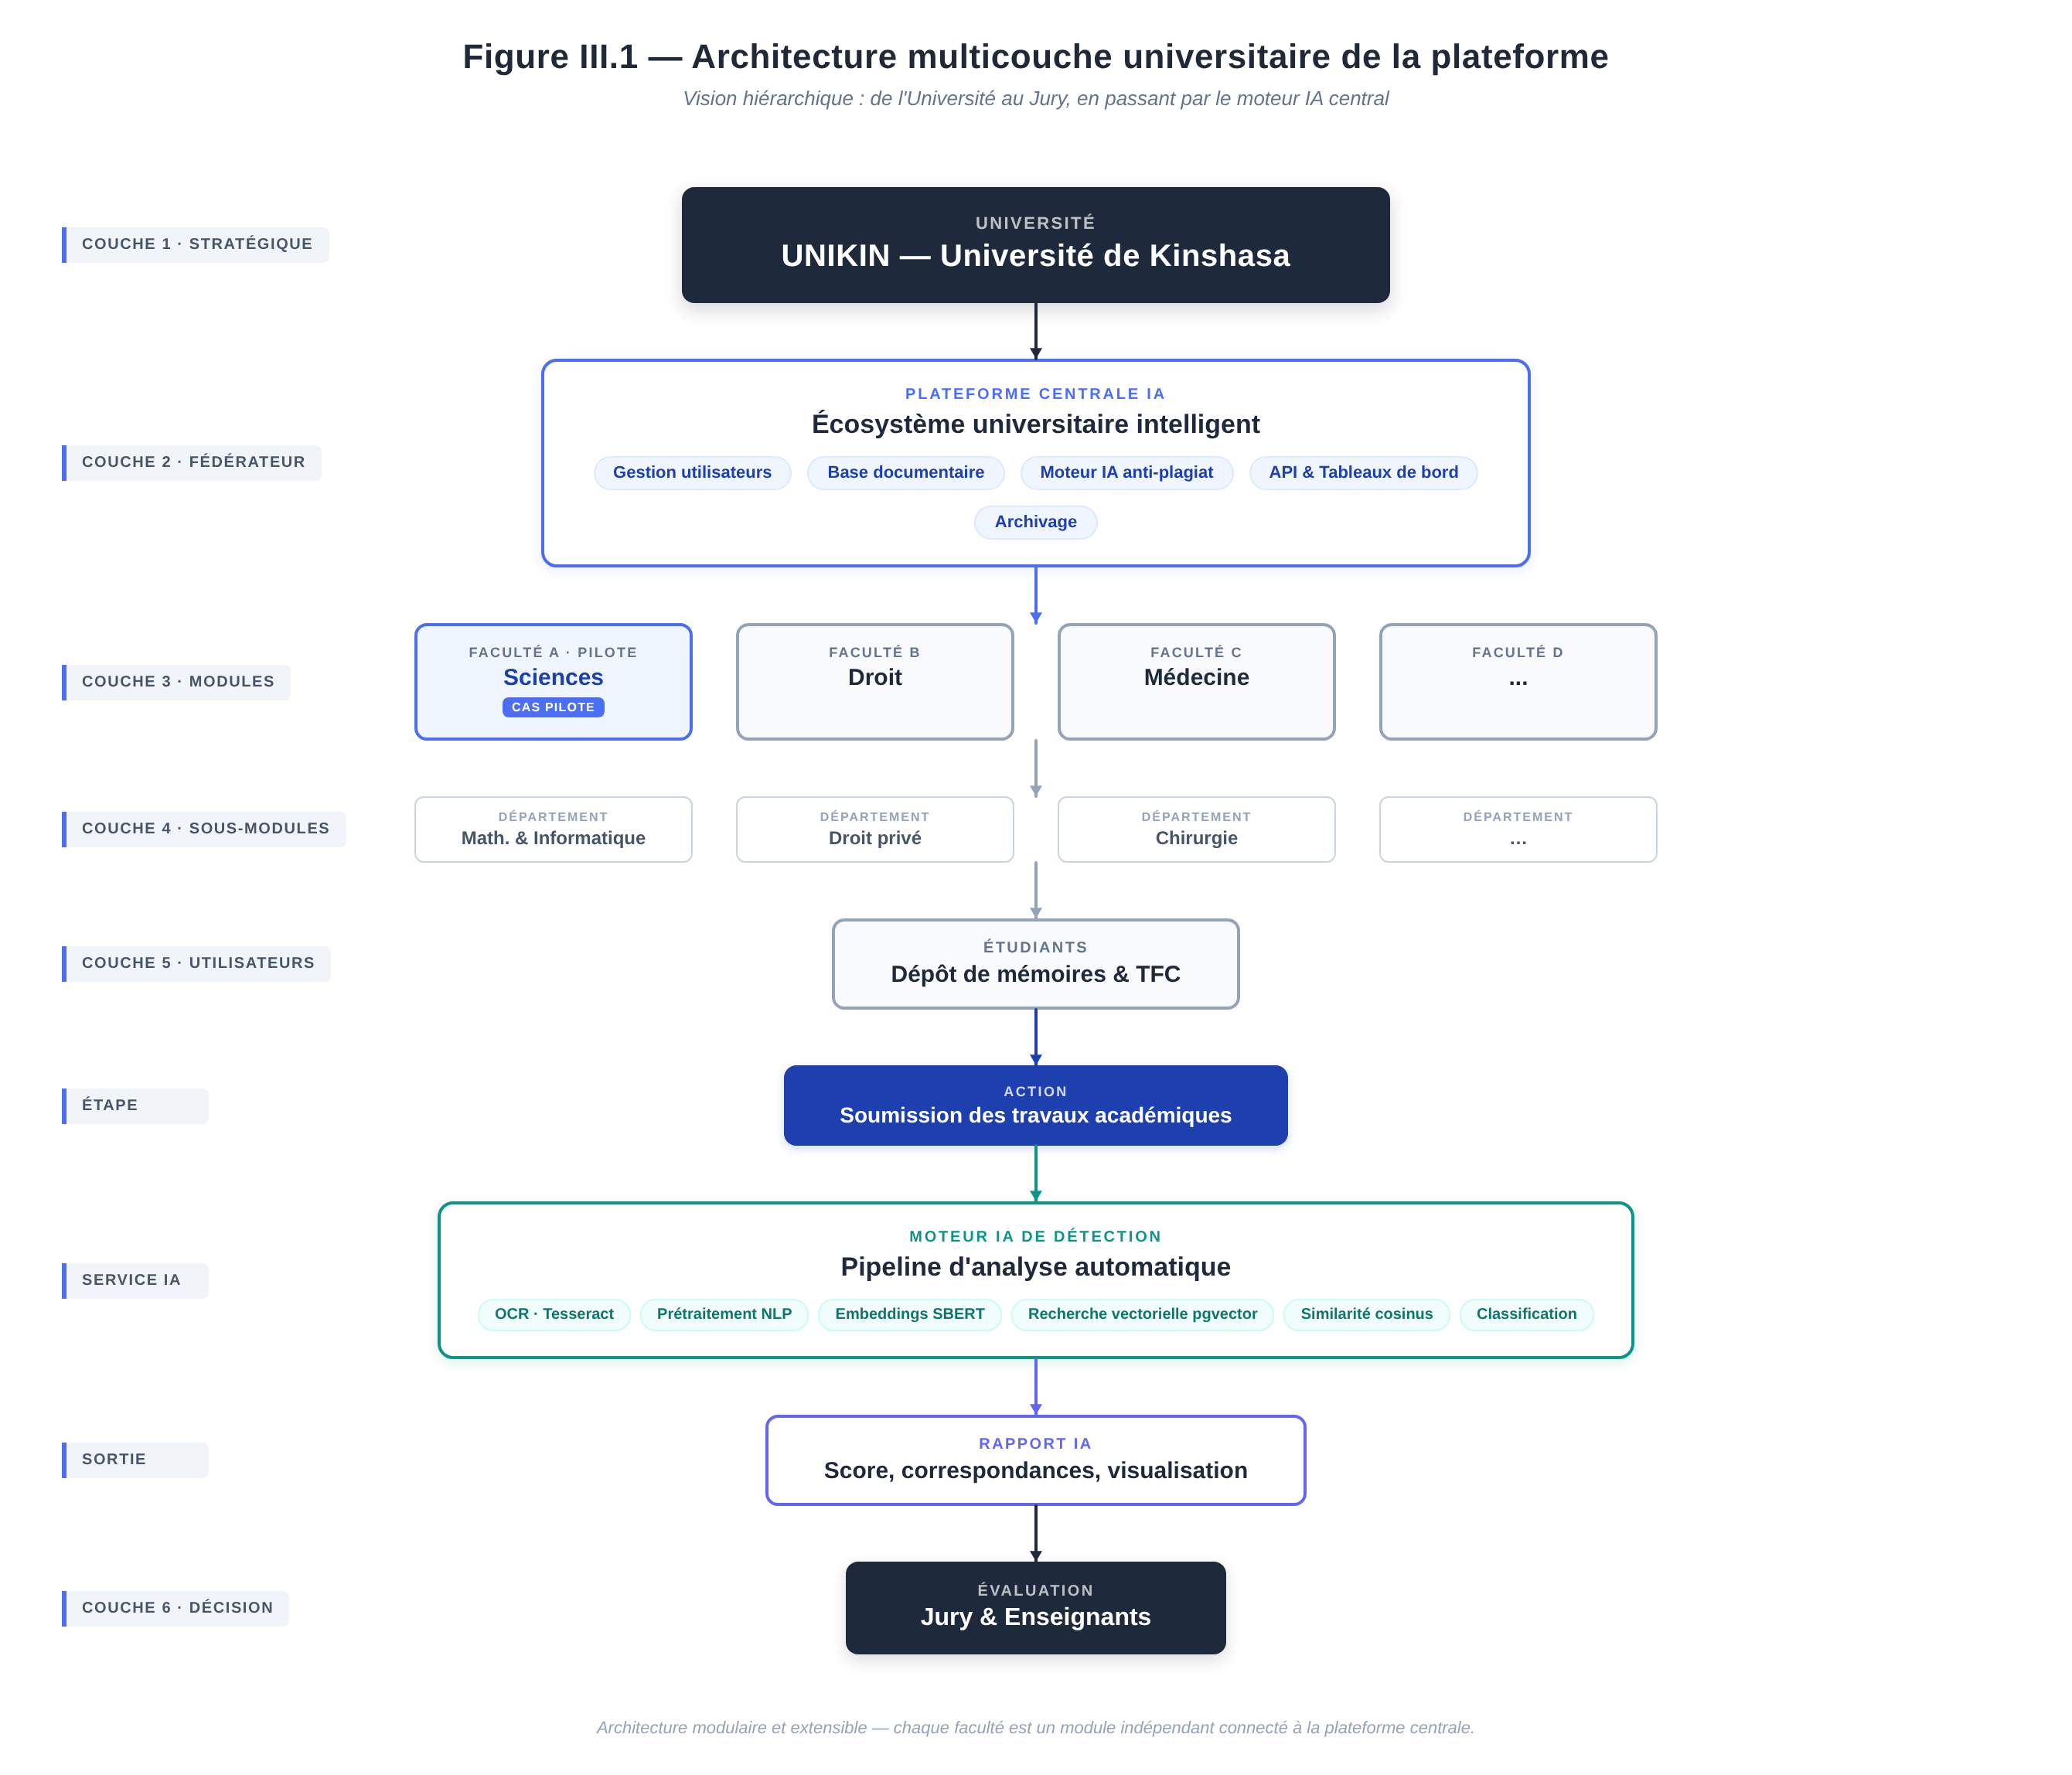 Figure III.1 — Architecture multicouche universitaire de la plateforme
Vision hiérarchique : de l'Université au Jury, en passant par le moteur IA central
COUCHE 1 · STRATÉGIQUE
UNIVERSITÉ
UNIKIN — Université de Kinshasa
COUCHE 2 · FÉDÉRATEUR
PLATEFORME CENTRALE IA
Écosystème universitaire intelligent
Gestion utilisateurs
Base documentaire
Moteur IA anti-plagiat
API & Tableaux de bord
Archivage
COUCHE 3 · MODULES
FACULTÉ A · PILOTE
Sciences
CAS PILOTE
FACULTÉ B
Droit
FACULTÉ C
Médecine
FACULTÉ D
...
COUCHE 4 · SOUS-MODULES
DÉPARTEMENT
Math. & Informatique
DÉPARTEMENT
Droit privé
DÉPARTEMENT
Chirurgie
DÉPARTEMENT
...
COUCHE 5 · UTILISATEURS
ÉTUDIANTS
Dépôt de mémoires & TFC
ÉTAPE
ACTION
Soumission des travaux académiques
SERVICE IA
MOTEUR IA DE DÉTECTION
Pipeline d'analyse automatique
OCR · Tesseract
Prétraitement NLP
Embeddings SBERT
Recherche vectorielle pgvector
Similarité cosinus
Classification
SORTIE
RAPPORT IA
Score, correspondances, visualisation
COUCHE 6 · DÉCISION
ÉVALUATION
Jury & Enseignants
Architecture modulaire et extensible — chaque faculté est un module indépendant connecté à la plateforme centrale.